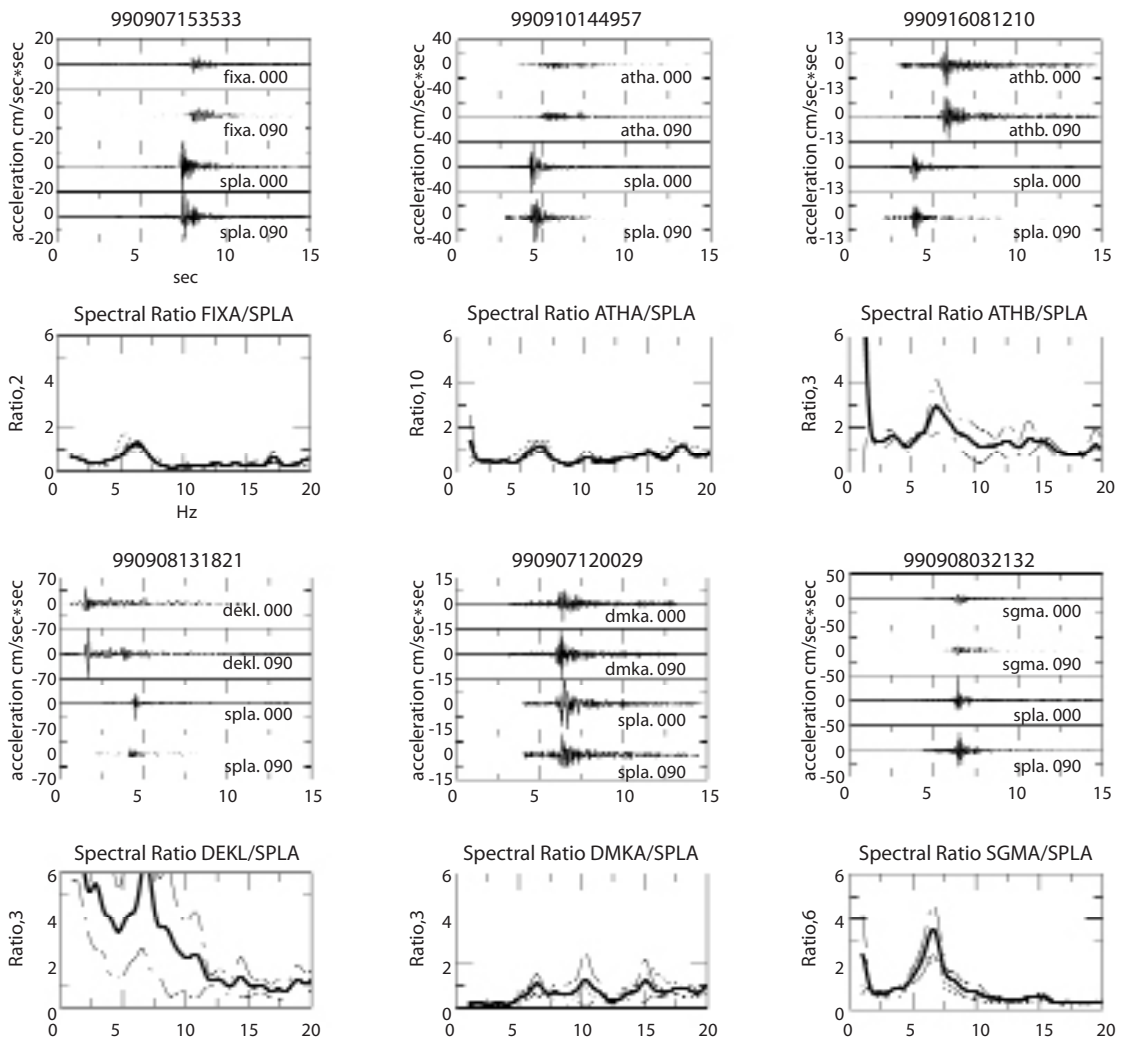 990907153533
20
0
-20
0
-20
0
-20
0
-20
acceleration cm/sec*sec
fixa. 000
fixa. 090
spla. 000
spla. 090
0 5 10 15
sec
990910144957
40
0
-40
0
-40
0
-40
0
-40
acceleration cm/sec*sec
atha. 000
atha. 090
spla. 000
spla. 090
0 5 10 15
990916081210
13
0
-13
0
-13
0
-13
0
-13
acceleration cm/sec*sec
athb. 000
athb. 090
spla. 000
spla. 090
0 5 10 15
Spectral Ratio FIXA/SPLA
6
4
2
0
Ratio,2
0 5 10 15 20
Hz
Spectral Ratio ATHA/SPLA
6
4
2
0
Ratio,10
0 5 10 15 20
Spectral Ratio ATHB/SPLA
6
4
2
0
Ratio,3
0 5 10 15 20
990908131821
70
0
-70
0
-70
0
-70
0
-70
acceleration cm/sec*sec
dekl. 000
dekl. 090
spla. 000
spla. 090
0 5 10 15
990907120029
15
0
-15
0
-15
0
-15
0
-15
acceleration cm/sec*sec
dmka. 000
dmka. 090
spla. 000
spla. 090
0 5 10 15
990908032132
50
0
-50
0
-50
0
-50
0
-50
acceleration cm/sec*sec
sgma. 000
sgma. 090
spla. 000
spla. 090
0 5 10 15
Spectral Ratio DEKL/SPLA
6
4
2
0
Ratio,3
0 5 10 15 20
Spectral Ratio DMKA/SPLA
6
4
2
0
Ratio,3
0 5 10 15 20
Spectral Ratio SGMA/SPLA
6
4
2
0
Ratio,6
0 5 10 15 20